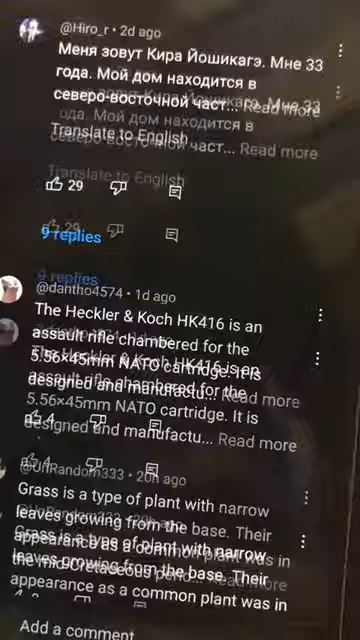 @Hiro_r • 2d ago
Меня зовут Кира Йошикагэ. Мне 33
года. Мой дом находится в
северо-восточной част... Read more
Translate to English
29
9 replies
@dantho4574 • 1d ago
The Heckler & Koch HK416 is an
assault rifle chambered for the
5.56×45mm NATO cartridge. It is
designed and manufactu... Read more
4
20h ago
Grass is a type of plant with narrow
leaves growing from the base. Their
appearance as a common plant was in
Read more
Add a comment